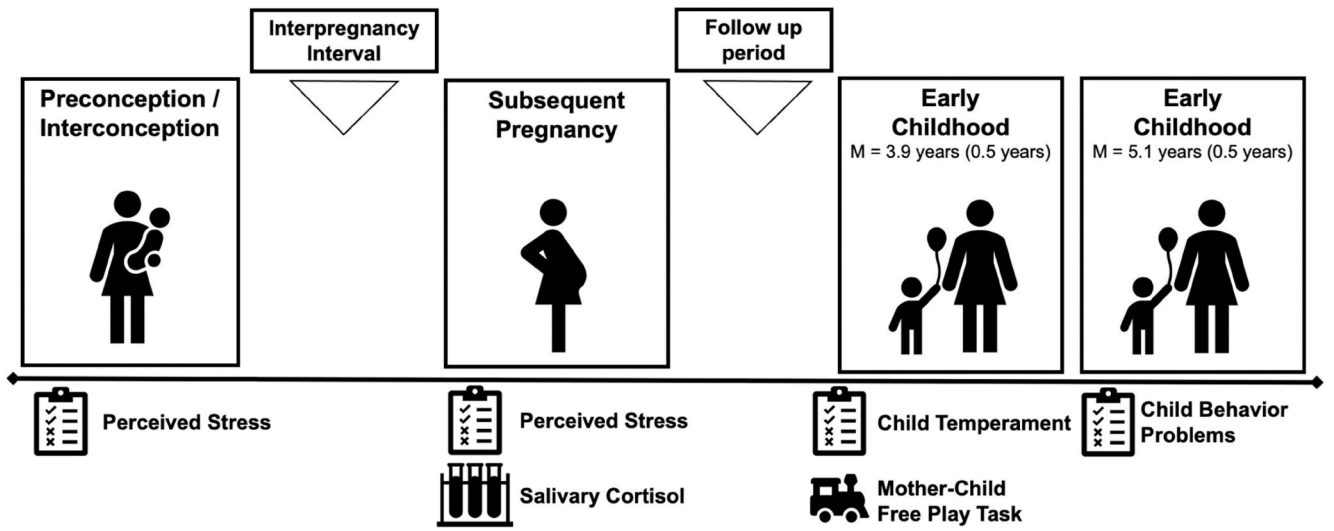 Interpregnancy
Interval
Follow up
period
Preconception /
Interconception
Subsequent
Pregnancy
Early
Childhood
M = 3.9 years (0.5 years)
Early
Childhood
M = 5.1 years (0.5 years)
Perceived Stress
Perceived Stress
Salivary Cortisol
Child Temperament
Mother-Child
Free Play Task
Child Behavior
Problems